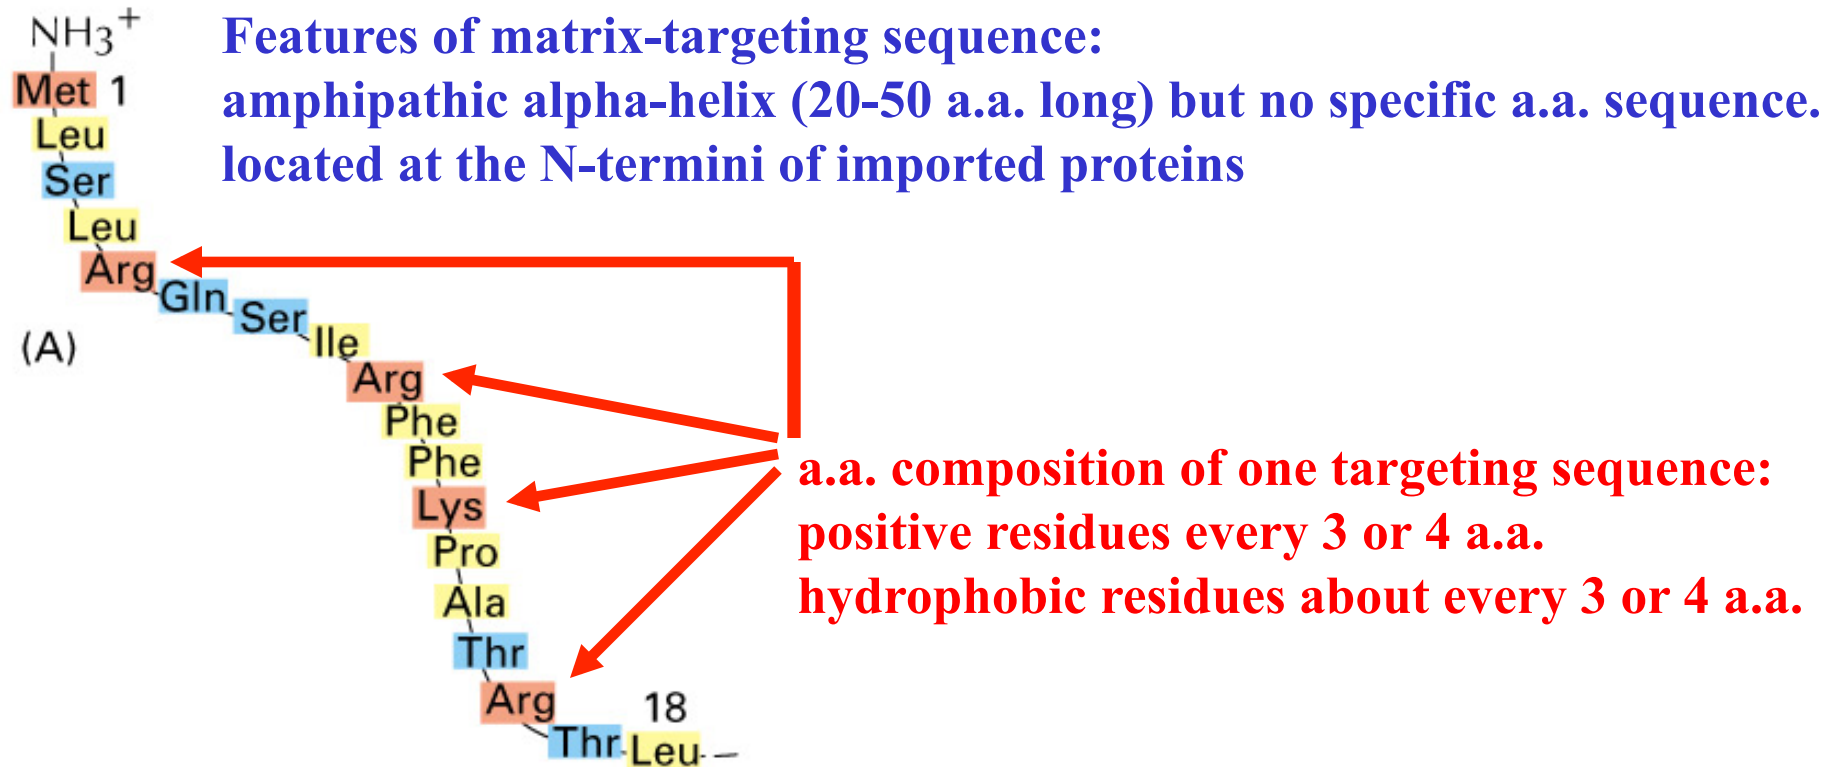 NH3+
Features of matrix-targeting sequence:
Met 1
amphipathic alpha-helix (20-50 a.a. long) but no specific a.a. sequence.
Leu
located at the N-termini of imported proteins
Ser
Leu
Arg
Gln
Ser
Ile
(A)
Arg
Phe
Phe
Lys
a.a. composition of one targeting sequence:
positive residues every 3 or 4 a.a.
hydrophobic residues about every 3 or 4 a.a.
Pro
Ala
Thr
Arg
18
Thr Leu